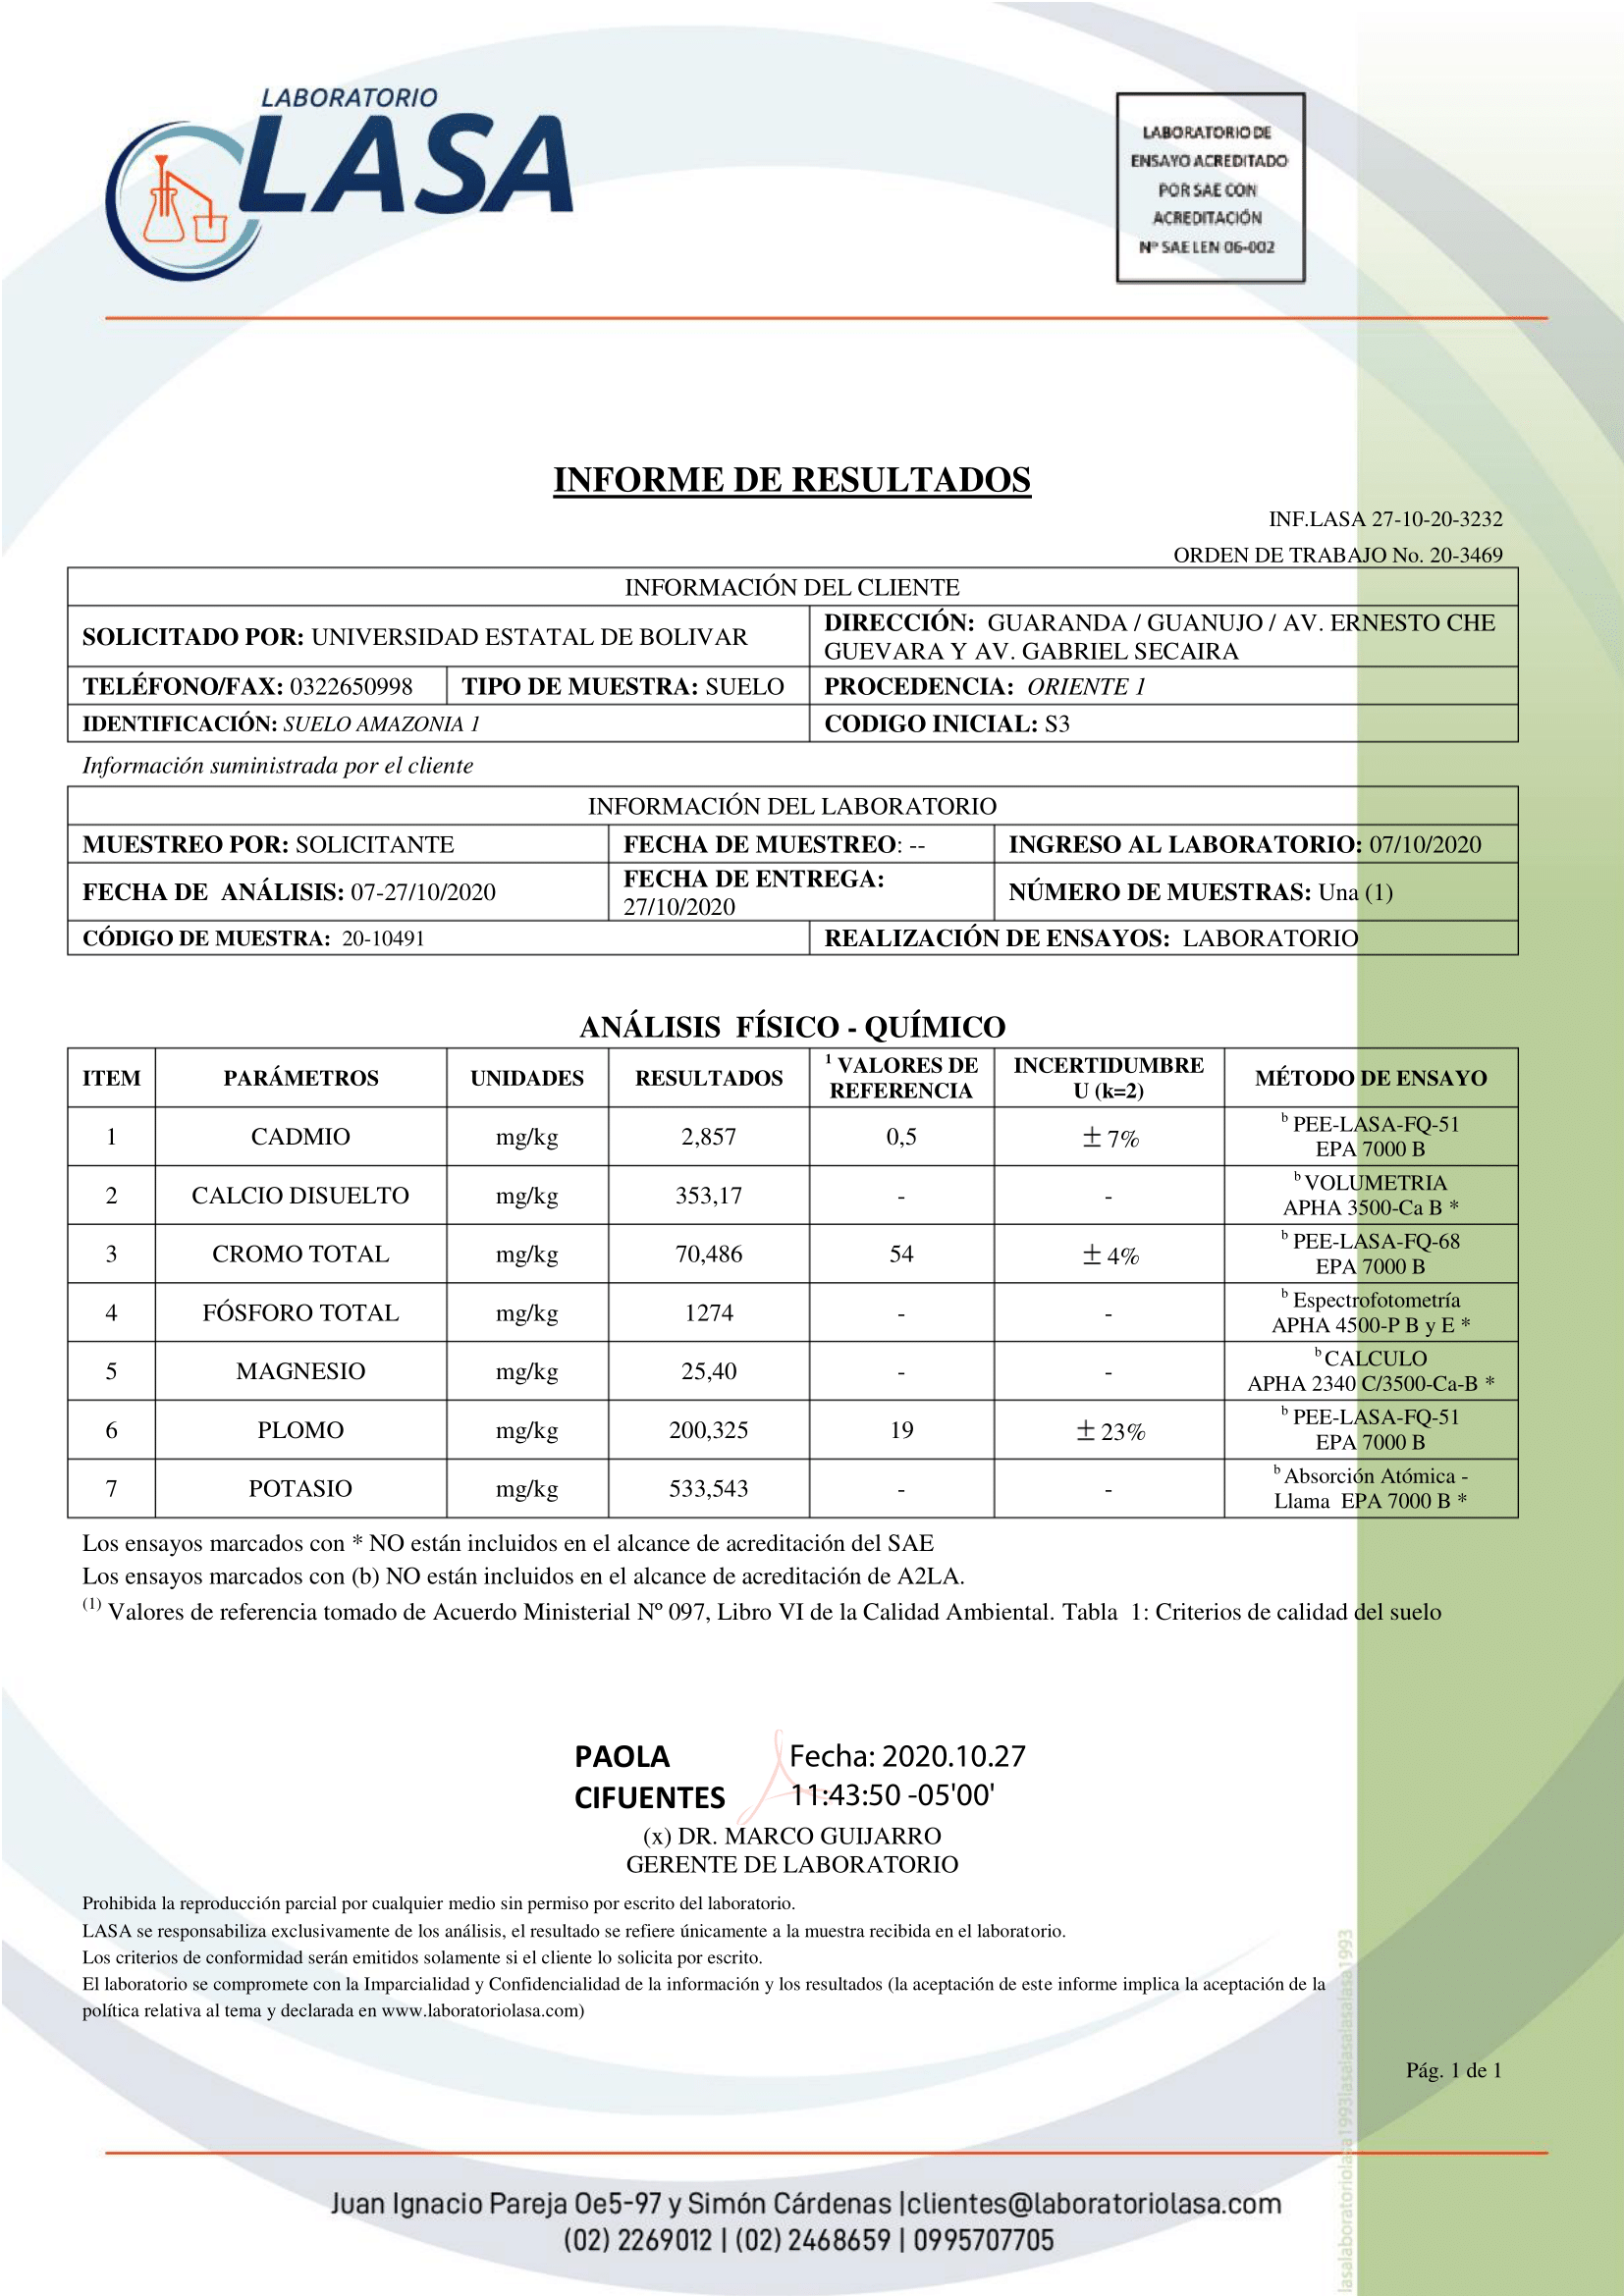 LABORATORIO
LASA
LABORATORIO DE
ENSAYO ACREDITADO
POR SAE CON
ACREDITACIÓN
Nº SAE LEN 06-002
INFORME DE RESULTADOS
INF.LASA 27-10-20-3232
ORDEN DE TRABAJO No. 20-3469
INFORMACIÓN DEL CLIENTE
SOLICITADO POR: UNIVERSIDAD ESTATAL DE BOLIVAR
DIRECCIÓN: GUARANDA / GUANUJO / AV. ERNESTO CHE
GUEVARA Y AV. GABRIEL SECAIRA
TELÉFONO/FAX: 0322650998 TIPO DE MUESTRA: SUELO PROCEDENCIA: ORIENTE 1
IDENTIFICACIÓN: SUELO AMAZONIA 1 CODIGO INICIAL: S3
Información suministrada por el cliente
INFORMACIÓN DEL LABORATORIO
MUESTREO POR: SOLICITANTE FECHA DE MUESTREO: -- INGRESO AL LABORATORIO: 07/10/2020
FECHA DE ANÁLISIS: 07-27/10/2020
FECHA DE ENTREGA:
27/10/2020
NÚMERO DE MUESTRAS: Una (1)
CÓDIGO DE MUESTRA: 20-10491 REALIZACIÓN DE ENSAYOS: LABORATORIO
ANÁLISIS FÍSICO - QUÍMICO
ITEM PARÁMETROS UNIDADES RESULTADOS
1 VALORES DE
REFERENCIA
INCERTIDUMBRE
U (k=2)
MÉTODO DE ENSAYO
1 CADMIO mg/kg 2,857 0,5 ± 7%
b PEE-LASA-FQ-51
EPA 7000 B
2 CALCIO DISUELTO mg/kg 353,17 - -
b VOLUMETRIA
APHA 3500-Ca B *
3 CROMO TOTAL mg/kg 70,486 54 ± 4%
b PEE-LASA-FQ-68
EPA 7000 B
4 FÓSFORO TOTAL mg/kg 1274 - -
b Espectrofotometría
APHA 4500-P B y E *
5 MAGNESIO mg/kg 25,40 - -
b CALCULO
APHA 2340 C/3500-Ca-B *
6 PLOMO mg/kg 200,325 19 ± 23%
b PEE-LASA-FQ-51
EPA 7000 B
7 POTASIO mg/kg 533,543 - -
b Absorción Atómica -
Llama EPA 7000 B *
Los ensayos marcados con * NO están incluidos en el alcance de acreditación del SAE
Los ensayos marcados con (b) NO están incluidos en el alcance de acreditación de A2LA.
(1) Valores de referencia tomado de Acuerdo Ministerial Nº 097, Libro VI de la Calidad Ambiental. Tabla 1: Criterios de calidad del suelo
PAOLA
CIFUENTES
Fecha: 2020.10.27
11:43:50 -05'00'
(x) DR. MARCO GUIJARRO
GERENTE DE LABORATORIO
Prohibida la reproducción parcial por cualquier medio sin permiso por escrito del laboratorio.
LASA se responsabiliza exclusivamente de los análisis, el resultado se refiere únicamente a la muestra recibida en el laboratorio.
Los criterios de conformidad serán emitidos solamente si el cliente lo solicita por escrito.
El laboratorio se compromete con la Imparcialidad y Confidencialidad de la información y los resultados (la aceptación de este informe implica la aceptación de la
política relativa al tema y declarada en www.laboratoriolasa.com)
Pág. 1 de 1
lasalaboratoriolasa1993lasalasalasalasa1993
Juan Ignacio Pareja Oe5-97 y Simón Cárdenas |clientes@laboratoriolasa.com
(02) 2269012 | (02) 2468659 | 0995707705